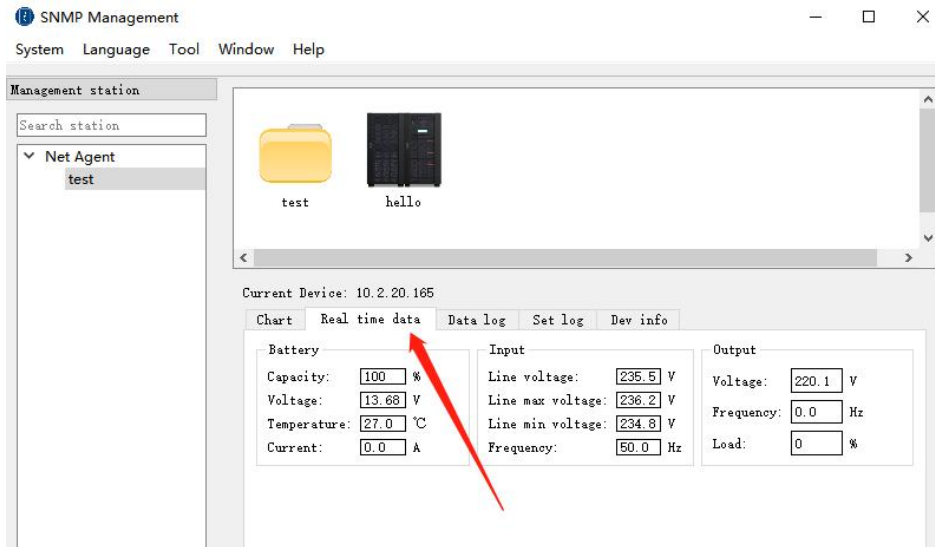 SNMP Management
System Language Tool Window Help
Management station
Search station
Net Agent
test
test hello
Current Device: 10.2.20.165
Chart Real time data Data log Set log Dev info
Battery
Capacity: 100 %
Voltage: 13.68 V
Temperature: 27.0 ℃
Current: 0.0 A
Input
Line voltage: 235.5 V
Line max voltage: 236.2 V
Line min voltage: 234.8 V
Frequency: 50.0 Hz
Output
Voltage: 220.1 V
Frequency: 0.0 Hz
Load: 0 %